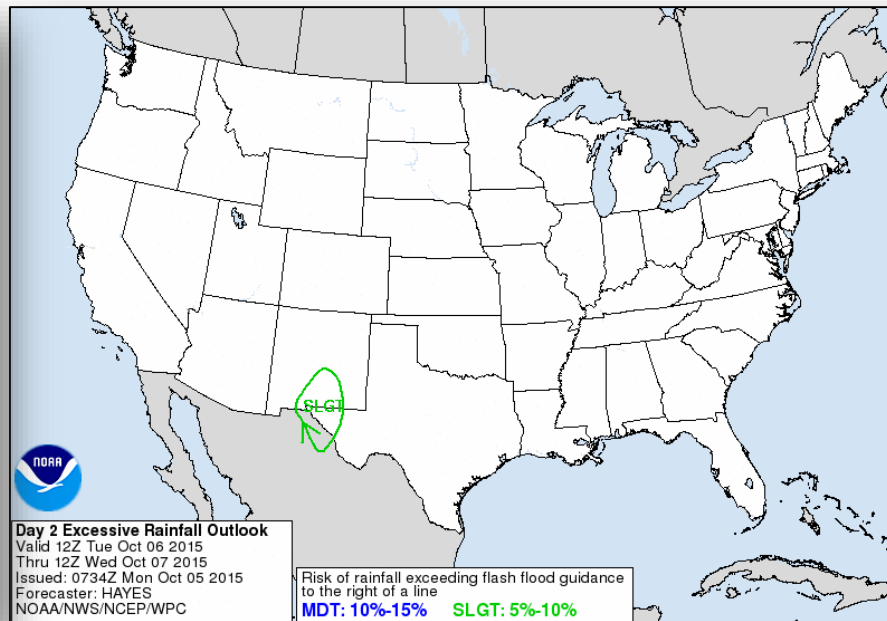 SLGT
NOAA
Day 2 Excessive Rainfall Outlook
Valid 12Z Tue Oct 06 2015
Thru 12Z Wed Oct 07 2015
Issued: 0734Z Mon Oct 05 2015
Forecaster: HAYES
NOAA/NWS/NCEP/WPC
Risk of rainfall exceeding flash flood guidance
to the right of a line
MDT: 10%-15% SLGT: 5%-10%